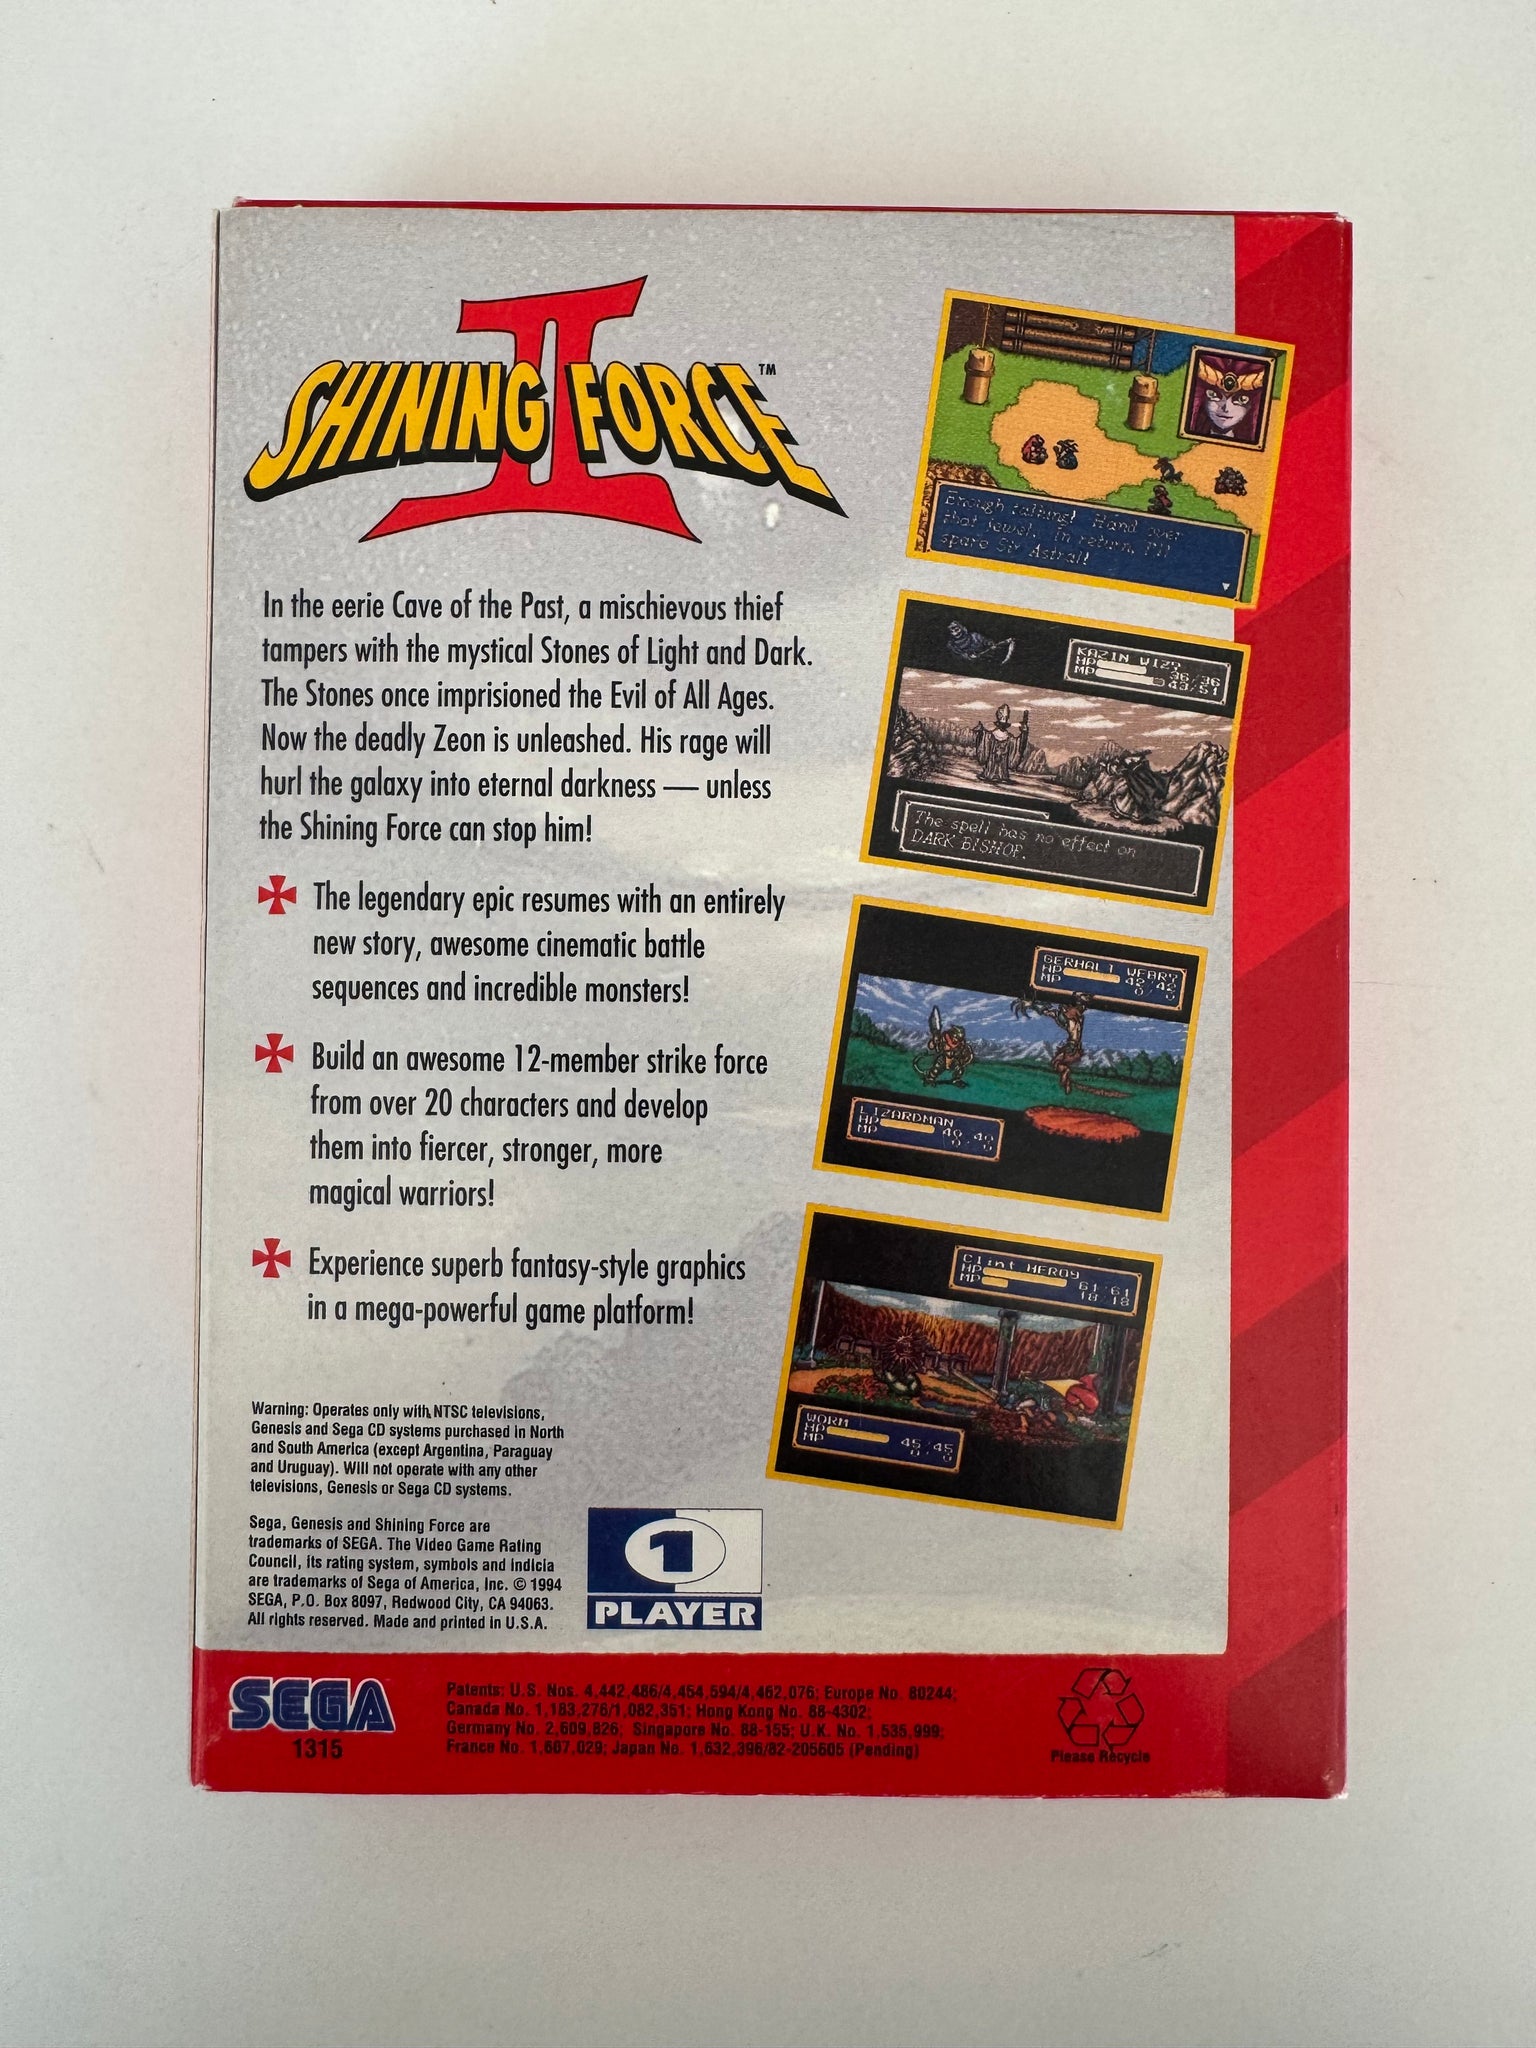 II
SHINING FORCE™
In the eerie Cave of the Past, a mischievous thief
tampers with the mystical Stones of Light and Dark.
The Stones once imprisioned the Evil of All Ages.
Now the deadly Zeon is unleashed. His rage will
hurl the galaxy into eternal darkness — unless
the Shining Force can stop him!
The legendary epic resumes with an entirely
new story, awesome cinematic battle
sequences and incredible monsters!
Build an awesome 12-member strike force
from over 20 characters and develop
them into fiercer, stronger, more
magical warriors!
Experience superb fantasy-style graphics
in a mega-powerful game platform!
Enough talking! Hand over
that jewel. In return, I'll
spare Sir Astral!
KAZIN WIZ
HP 36/36
MP 43/51
The spell has no effect on
DARK BISHOP.
GERHALT
HP 42/42
MP 0/0
LIZARDMAN
HP 40/40
MP 0/0
Clint HERO9
HP 61/61
MP 18/18
WORM
HP 45/45
MP 0/0
Warning: Operates only with NTSC televisions,
Genesis and Sega CD systems purchased in North
and South America (except Argentina, Paraguay
and Uruguay). Will not operate with any other
televisions, Genesis or Sega CD systems.
Sega, Genesis and Shining Force are
trademarks of SEGA. The Video Game Rating
Council, its rating system, symbols and indicia
are trademarks of Sega of America, Inc. © 1994
SEGA, P.O. Box 8097, Redwood City, CA 94063.
All rights reserved. Made and printed in U.S.A.
1
PLAYER
SEGA
1315
Patents: U.S. Nos. 4,442,486/4,454,594/4,462,076; Europe No. 80244;
Canada No. 1,183,276/1,082,351; Hong Kong No. 88-4302;
Germany No. 2,609,826; Singapore No. 88-155; U.K. No. 1,535,999;
France No. 1,607,029; Japan No. 1,632,396/82-205605 (Pending)
Please Recycle